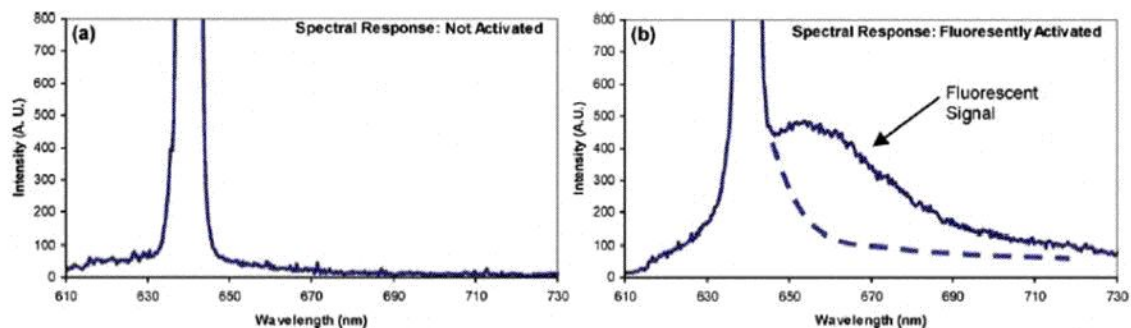 (a) Spectral Response: Not Activated
800
700
600
500
400
300
200
100
0
Intensity (A. U.)
610 630 650 670 690 710 730
Wavelength (nm)
(b) Spectral Response: Fluoresently Activated
800
700
600
500
400
300
200
100
0
Intensity (A. U.)
Fluorescent
Signal
610 630 650 670 690 710 730
Wavelength (nm)